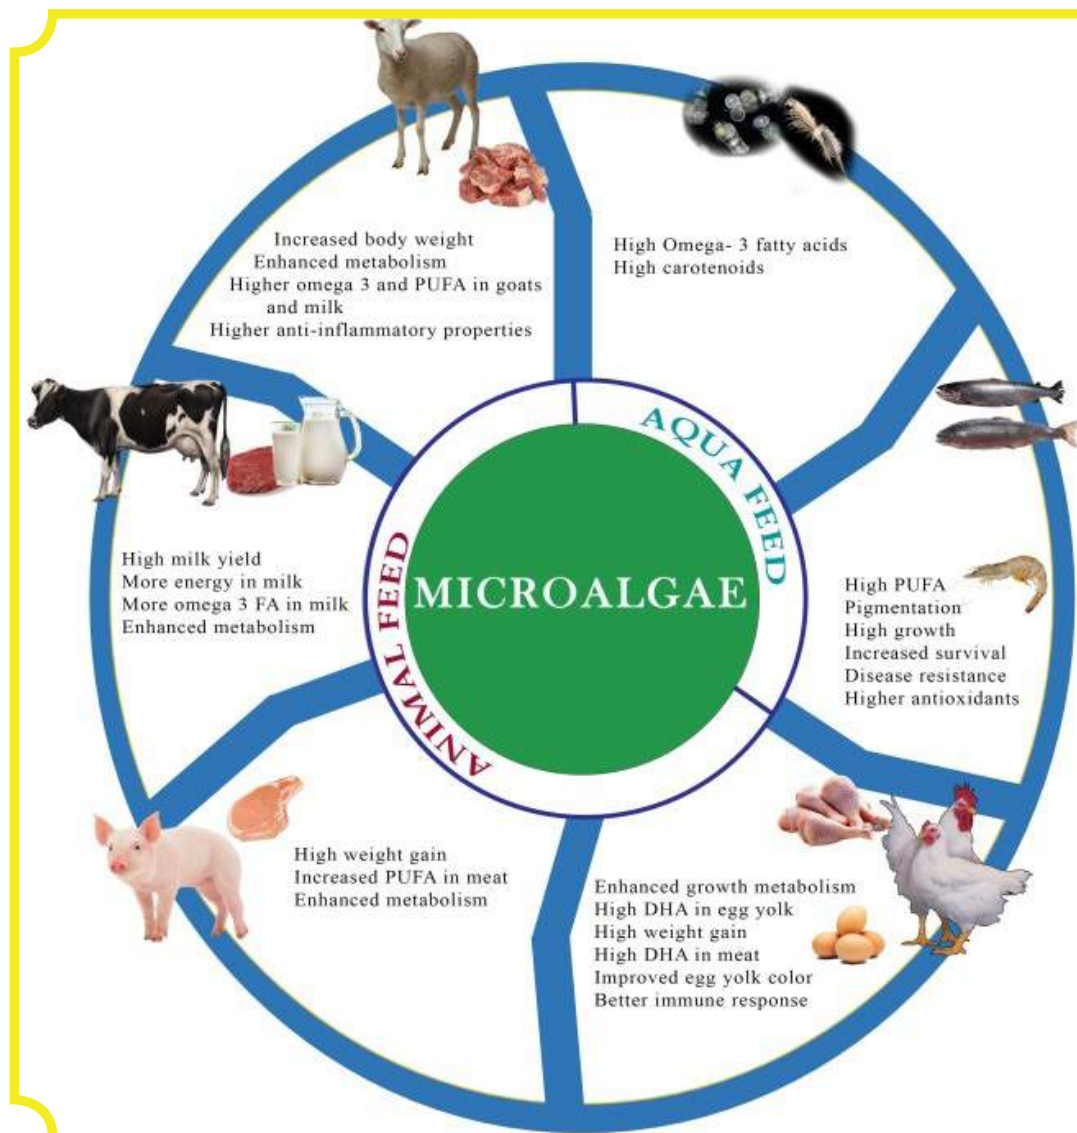 Increased body weight
Enhanced metabolism
Higher omega 3 and PUFA in goats
and milk
Higher anti-inflammatory properties
High Omega- 3 fatty acids
High carotenoids
AQUA FEED
ANIMAL FEED
MICROALGAE
High milk yield
More energy in milk
More omega 3 FA in milk
Enhanced metabolism
High PUFA
Pigmentation
High growth
Increased survival
Disease resistance
Higher antioxidants
High weight gain
Increased PUFA in meat
Enhanced metabolism
Enhanced growth metabolism
High DHA in egg yolk
High weight gain
High DHA in meat
Improved egg yolk color
Better immune response